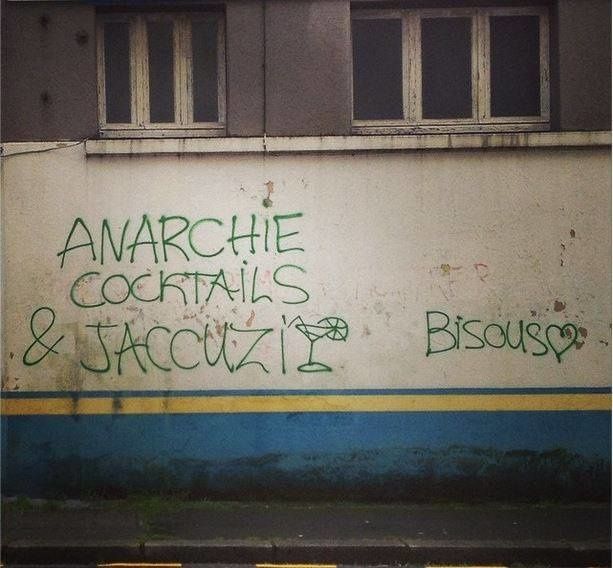 ANARCHIE
COCKTAILS
& JACCUZI
BISOUS